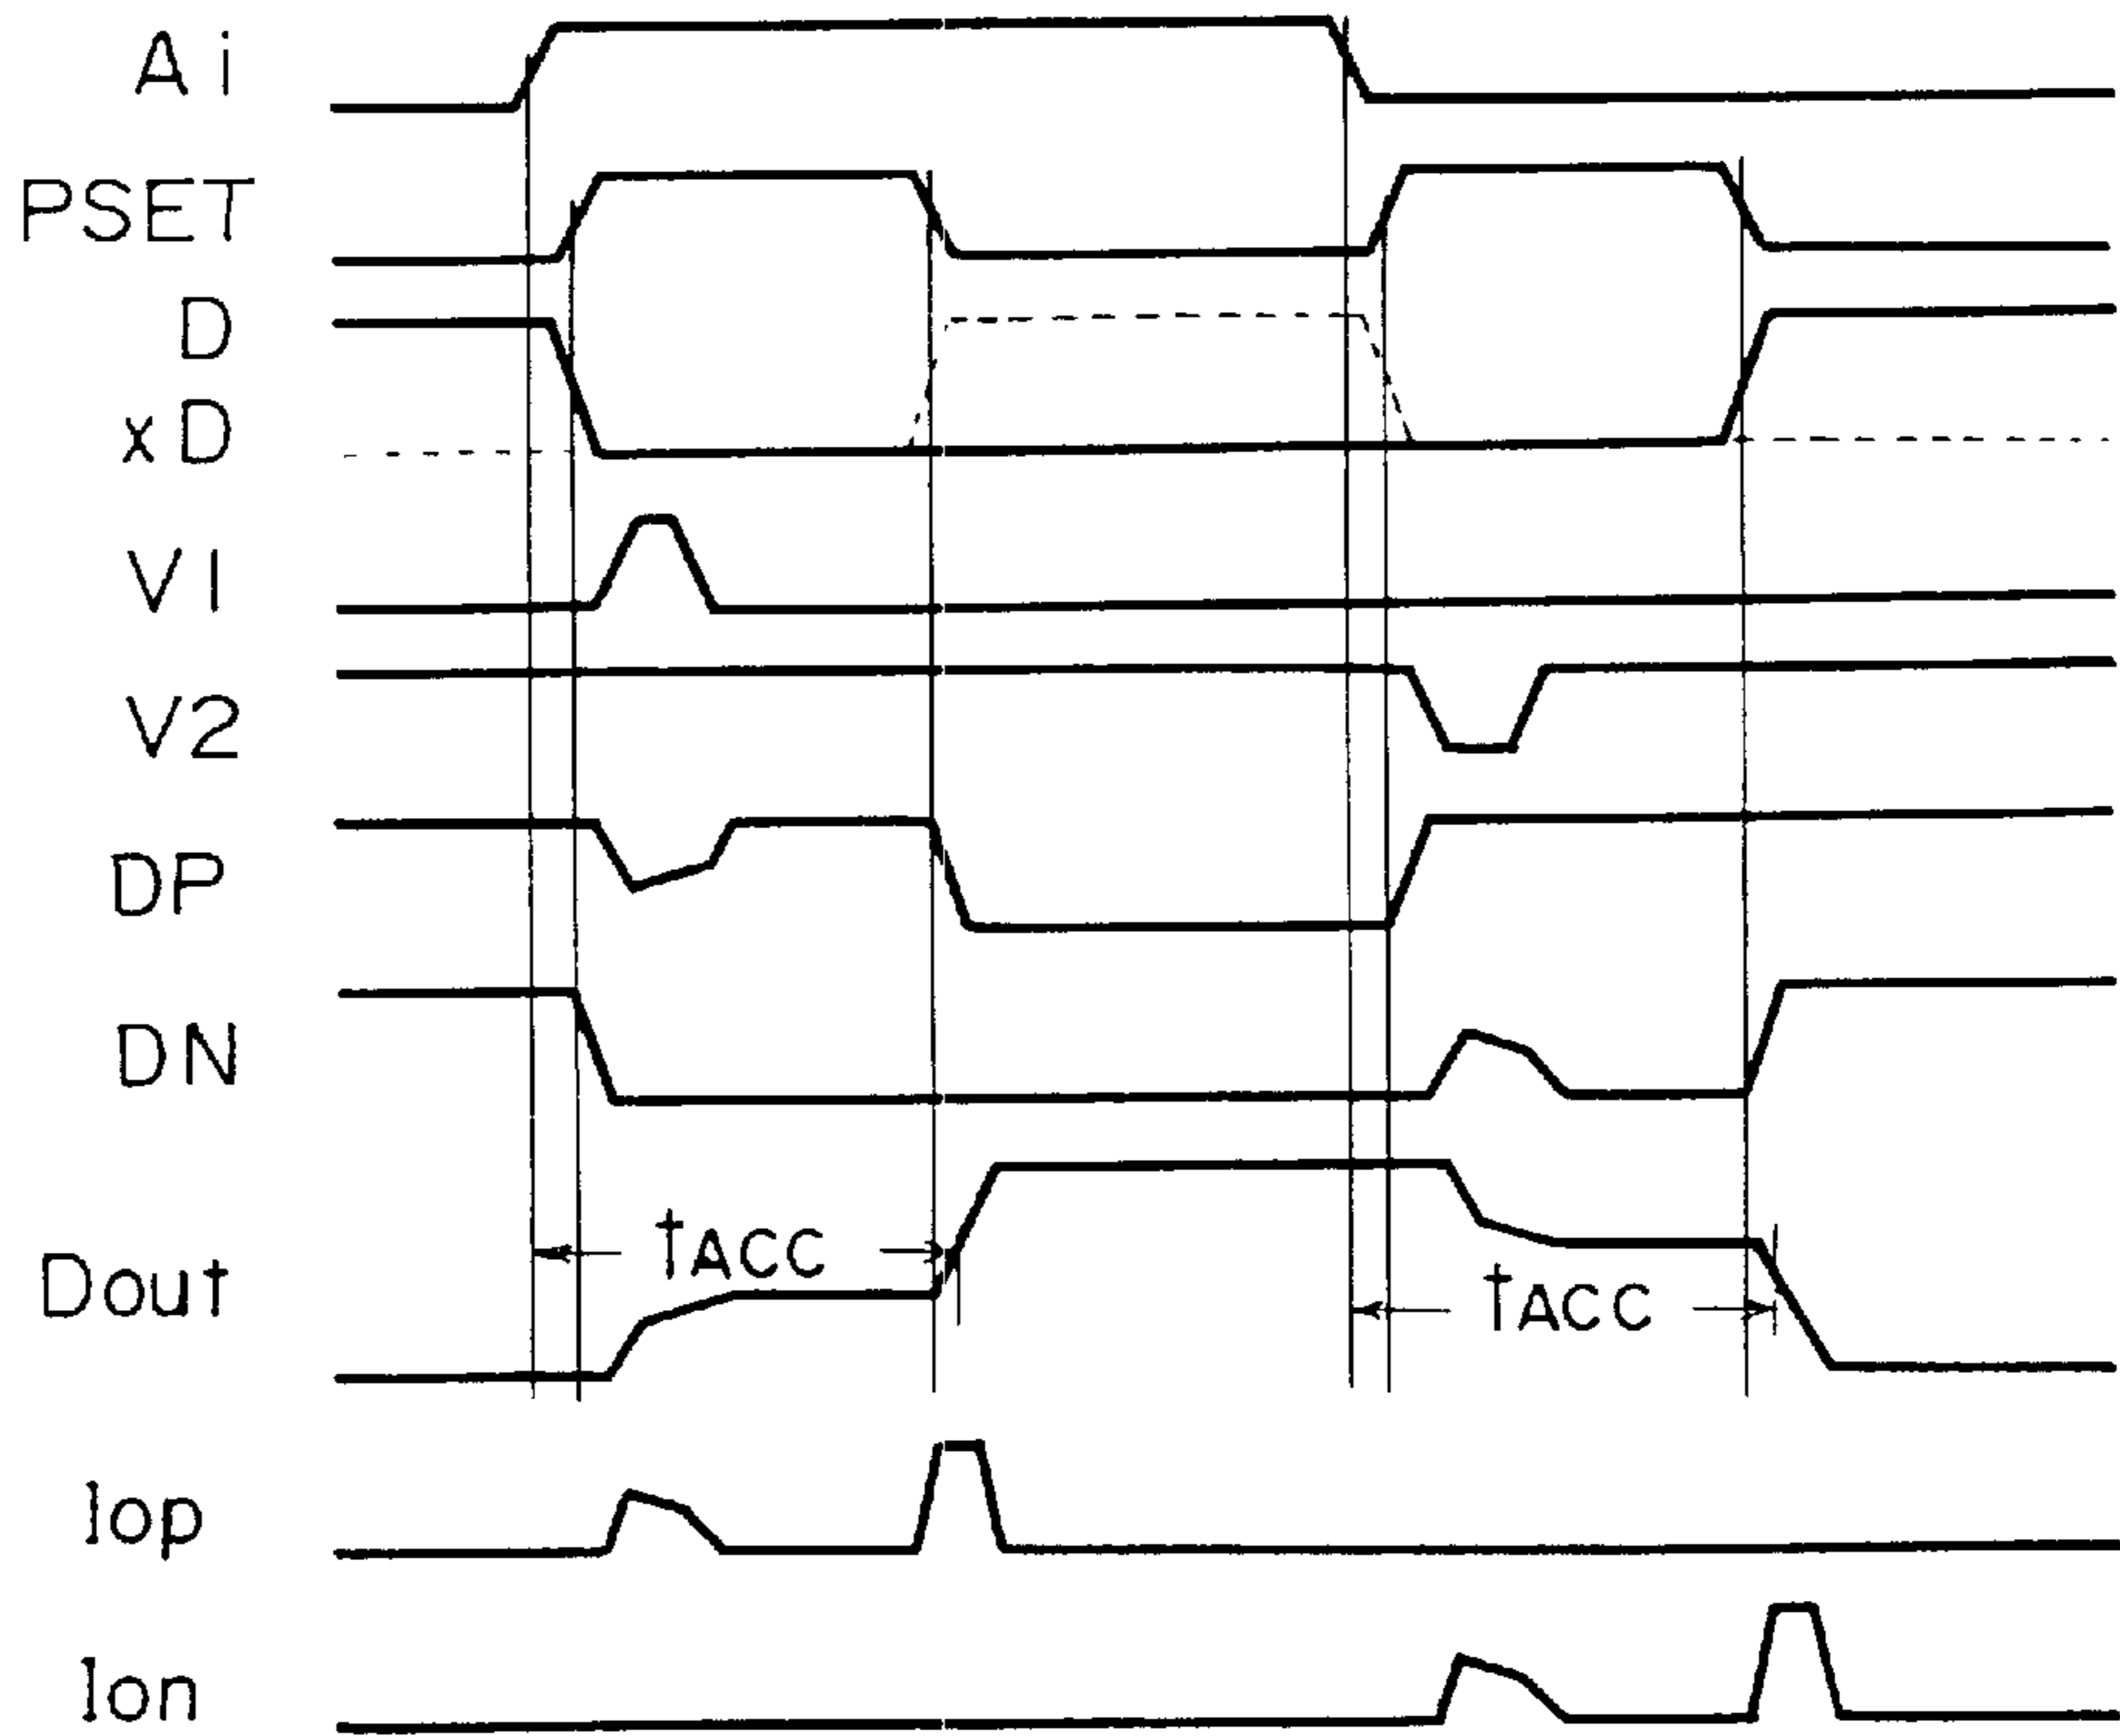 Ai
PSET
D
xD
V1
V2
DP
DN
Dout
tACC
tACC
Iop
Ion